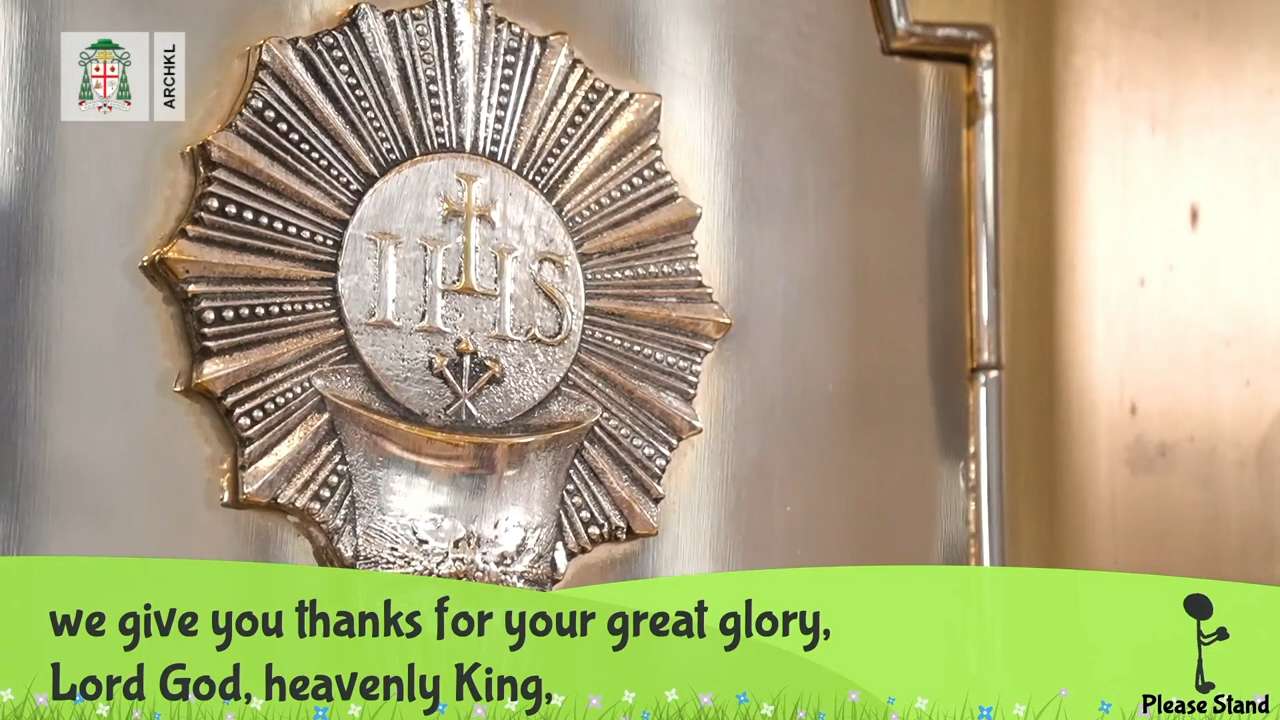 ARCHKL
IHS
we give you thanks for your great glory,
Lord God, heavenly King,
Please Stand